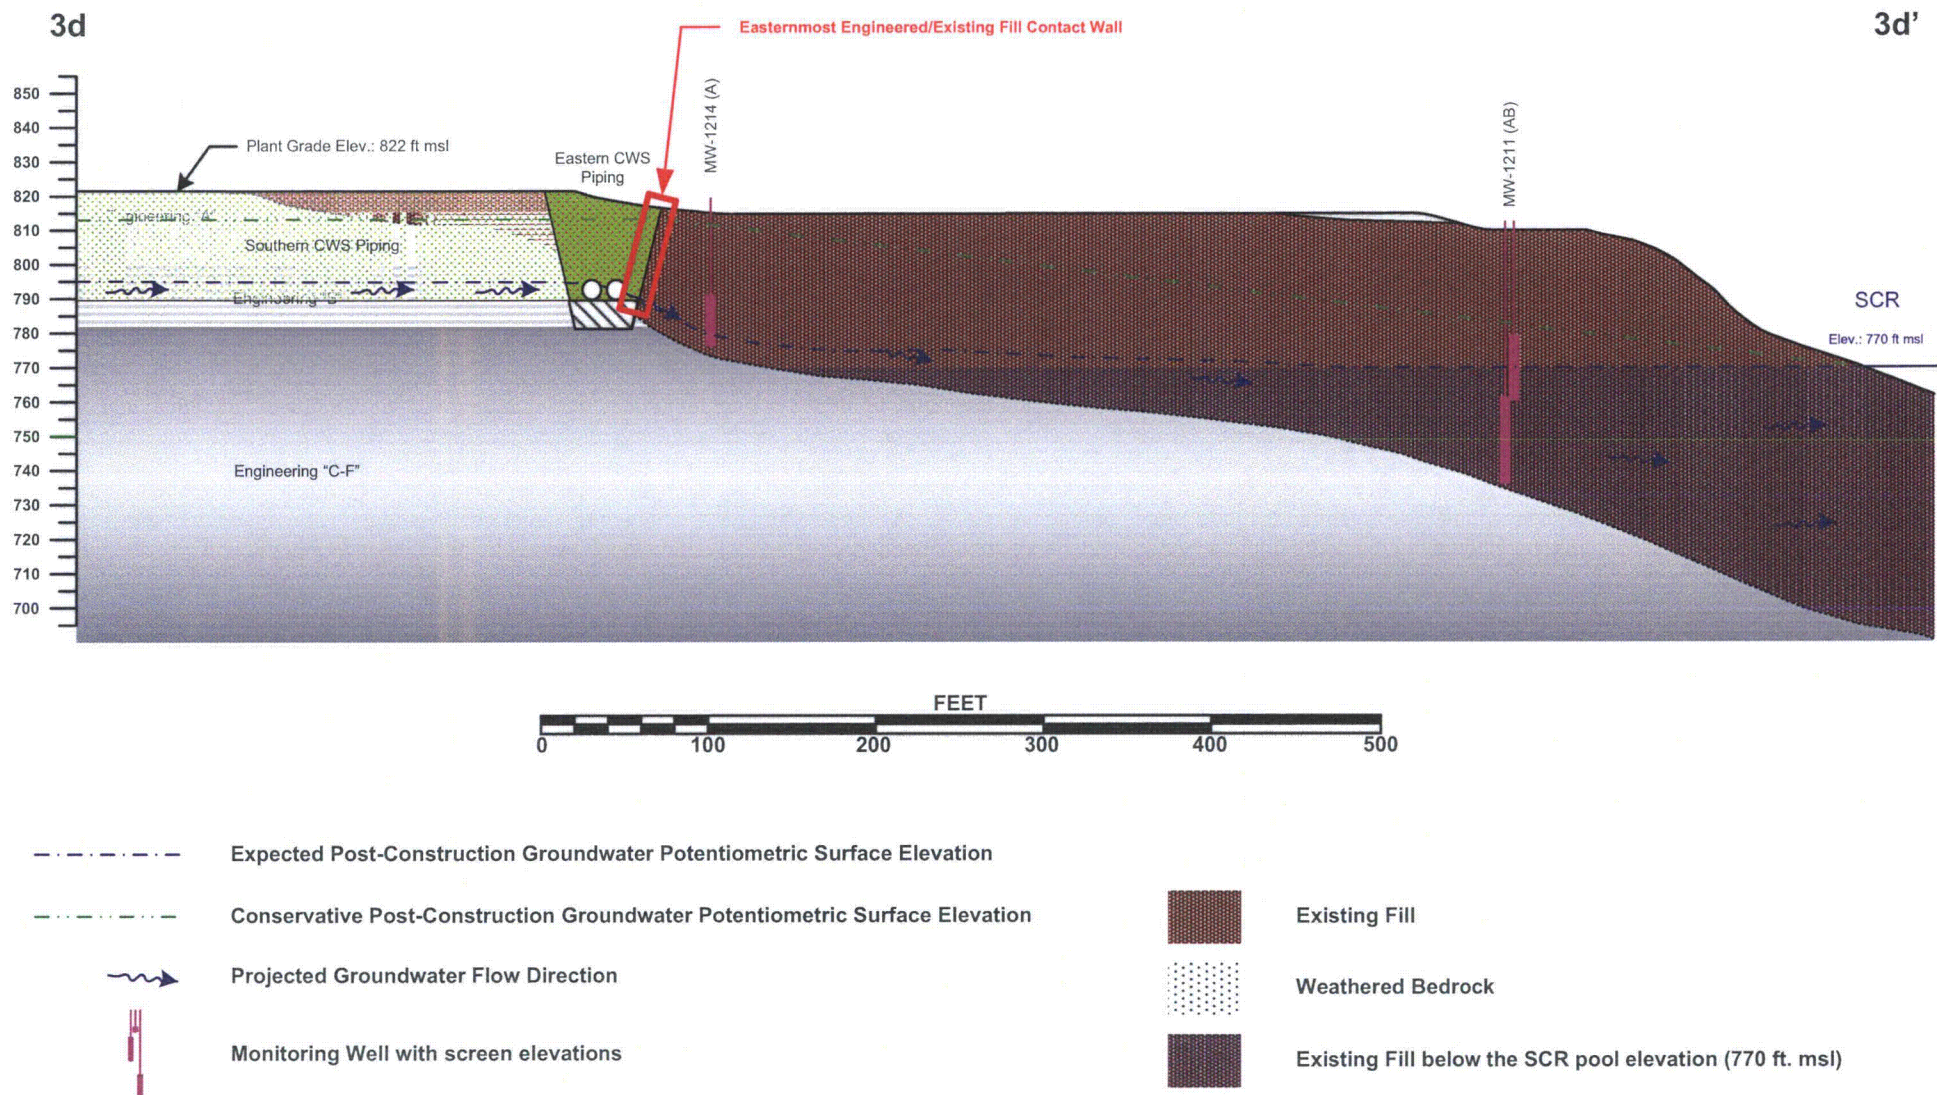 3d
3d'
Easternmost Engineered/Existing Fill Contact Wall
MW-1214 (A)
MW-1211 (AB)
850
840
830
820
810
800
790
780
770
760
750
740
730
720
710
700
Plant Grade Elev.: 822 ft msl
Eastern CWS
Piping
Southern CWS Piping
SCR
Elev.: 770 ft msl
Engineering "C-F"
FEET
0
100
200
300
400
500
Expected Post-Construction Groundwater Potentiometric Surface Elevation
Conservative Post-Construction Groundwater Potentiometric Surface Elevation
Projected Groundwater Flow Direction
Monitoring Well with screen elevations
Existing Fill
Weathered Bedrock
Existing Fill below the SCR pool elevation (770 ft. msl)